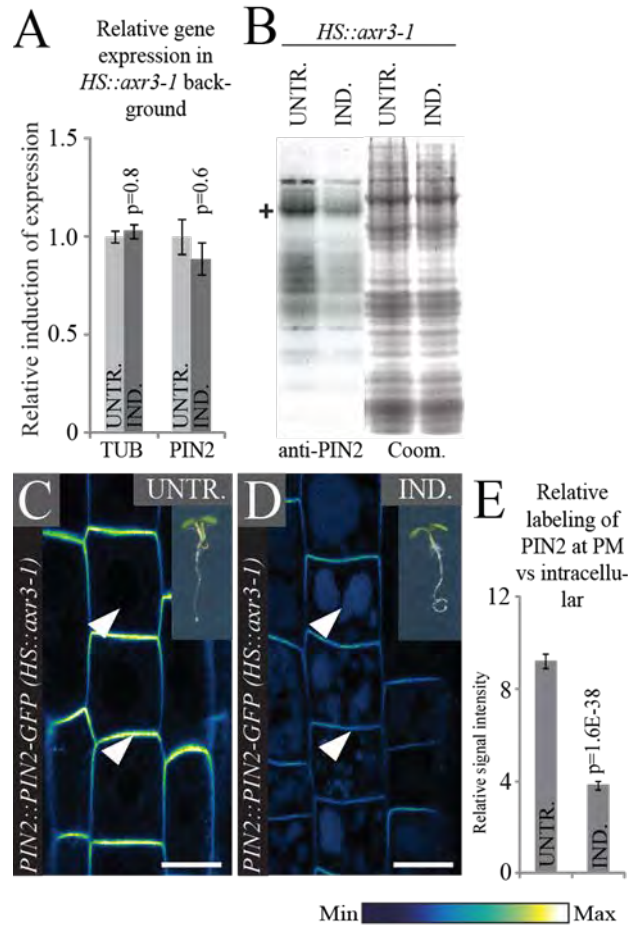 A
Relative gene
expression in
HS::axr3-1 back-
ground
Relative induction of expression
1.5
1.0
0.5
0
p=0.8
p=0.6
UNTR.
IND.
UNTR.
IND.
TUB
PIN2
B
HS::axr3-1
UNTR.
IND.
UNTR.
IND.
+
anti-PIN2
Coom.
C
UNTR.
PIN2::PIN2-GFP (HS::axr3-1)
D
IND.
PIN2::PIN2-GFP (HS::axr3-1)
E
Relative
labeling of
PIN2 at PM
vs intracellu-
lar
Relative signal intensity
12
8
4
0
p=1.6E-38
UNTR.
IND.
Min
Max